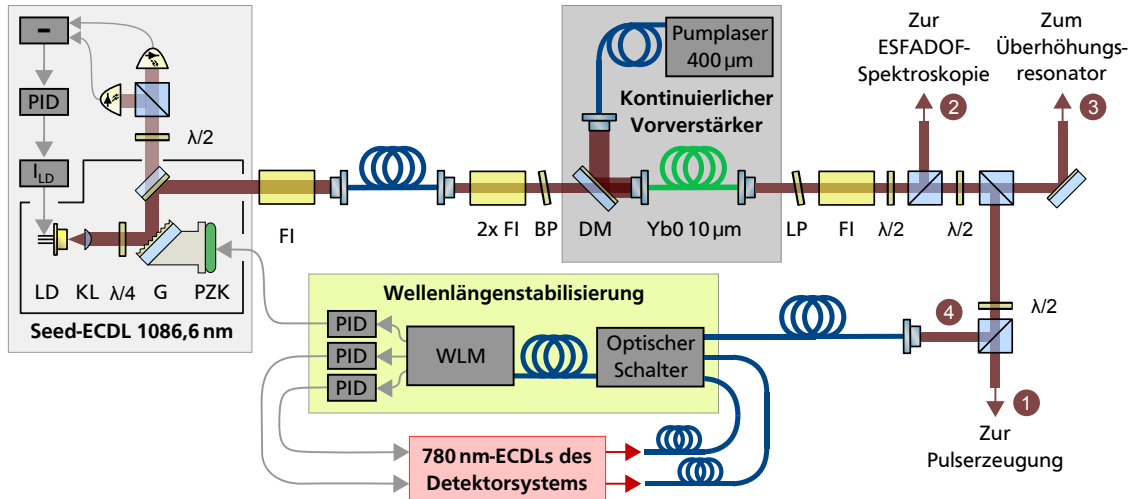 −
PID
I_LD
λ/2
LD
KL
λ/4
G
PZK
Seed-ECDL 1086,6 nm
FI
2x FI
BP
DM
Pumplaser
400 µm
Kontinuierlicher
Vorverstärker
Yb0 10 µm
LP
FI
λ/2
λ/2
Zur
ESFADOF-
Spektroskopie
2
Zum
Überhöhungs-
resonator
3
λ/2
4
1
Zur
Pulserzeugung
Wellenlängenstabilisierung
PID
PID
PID
WLM
Optischer
Schalter
780 nm-ECDLs des
Detektorsystems